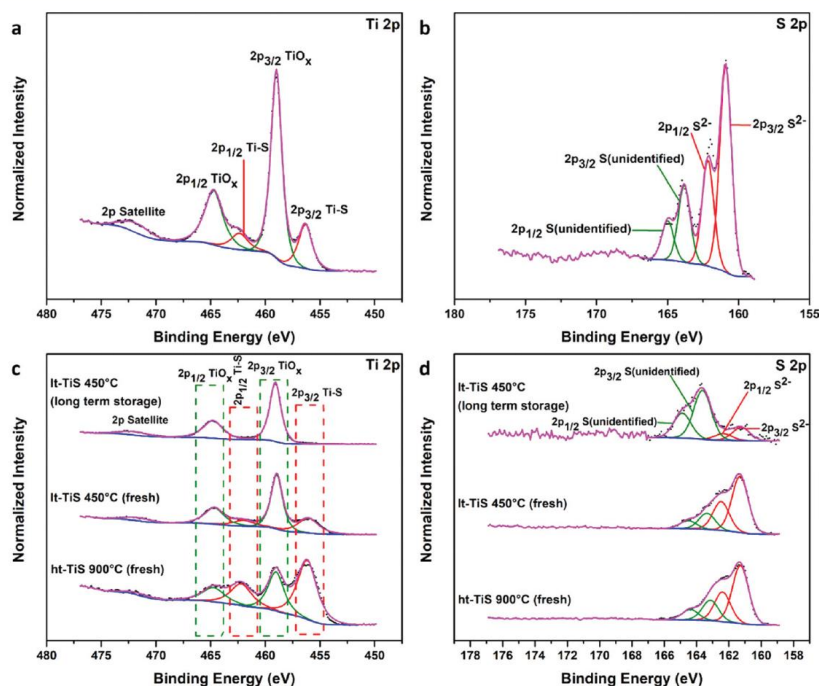 a
Ti 2p
2p3/2 TiOx
2p1/2 Ti-S
2p1/2 TiOx
2p3/2 Ti-S
2p Satellite
Normalized Intensity
480 475 470 465 460 455 450
Binding Energy (eV)
b
S 2p
2p1/2 S2-
2p3/2 S2-
2p3/2 S(unidentified)
2p1/2 S(unidentified)
Normalized Intensity
180 175 170 165 160 155
Binding Energy (eV)
c
Ti 2p
lt-TiS 450°C
(long term storage)
2p1/2 TiOx
2p1/2 Ti-S
2p3/2 TiOx
2p3/2 Ti-S
2p Satellite
lt-TiS 450°C (fresh)
ht-TiS 900°C (fresh)
Normalized Intensity
480 475 470 465 460 455 450
Binding Energy (eV)
d
S 2p
lt-TiS 450°C
(long term storage)
2p3/2 S(unidentified)
2p1/2 S2-
2p1/2 S(unidentified)
2p3/2 S2-
lt-TiS 450°C (fresh)
ht-TiS 900°C (fresh)
Normalized Intensity
178 176 174 172 170 168 166 164 162 160 158
Binding Energy (eV)